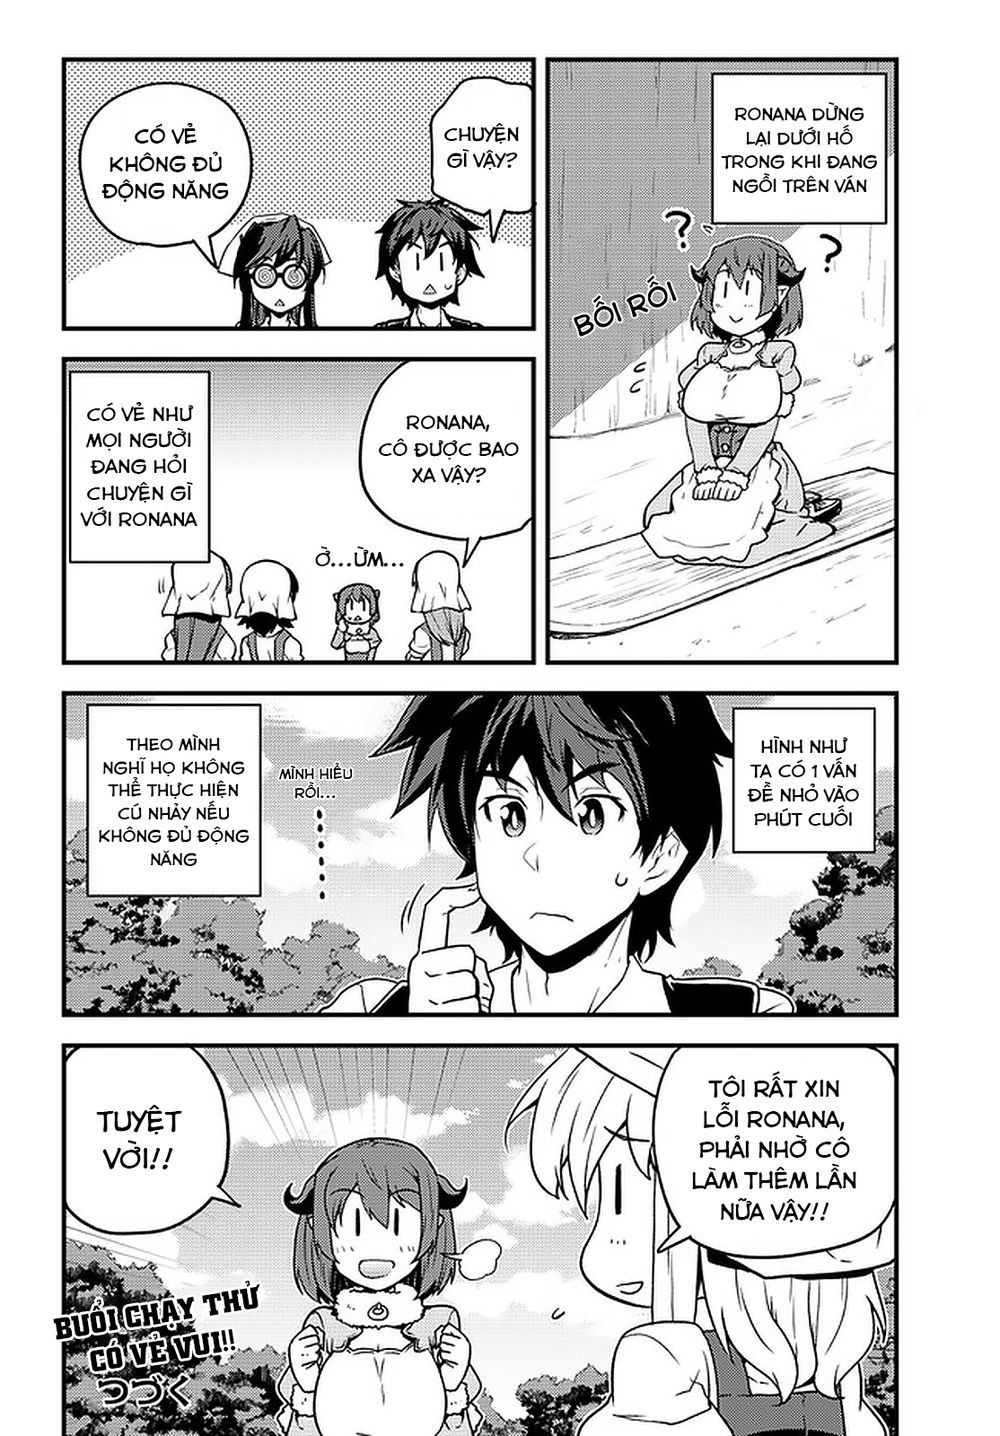 RONANA DỪNG
LẠI DƯỚI HỐ
TRONG KHI ĐANG
NGỒI TRÊN VÁN
?
?
BỐI RỐI
CHUYỆN
GÌ VẬY?
CÓ VẺ
KHÔNG ĐỦ
ĐỘNG NĂNG
RONANA,
CÔ ĐƯỢC BAO
XA VẬY?
CÓ VẺ NHƯ
MỌI NGƯỜI
ĐANG HỎI
CHUYỆN GÌ
VỚI RONANA
Ờ...ỪM...
HÌNH NHƯ
TA CÓ 1 VẤN
ĐỀ NHỎ VÀO
PHÚT CUỐI
MÌNH HIỂU
RỒI...
THEO MÌNH
NGHĨ HỌ KHÔNG
THỂ THỰC HIỆN
CÚ NHẢY NẾU
KHÔNG ĐỦ ĐỘNG
NĂNG
TÔI RẤT XIN
LỖI RONANA,
PHẢI NHỜ CÔ
LÀM THÊM LẦN
NỮA VẬY!!
TUYỆT
VỜI!!
BUỔI CHẠY THỬ
CÓ VẺ VUI!!
つづく